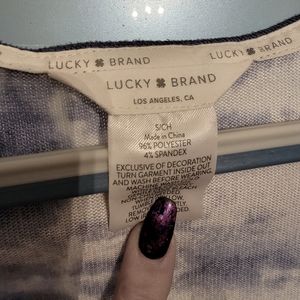 LUCKY BRAND LUCKY BRAND
LUCKY BRAND
LOS ANGELES, CA
S/CH
Made in China
96% POLYESTER
4% SPANDEX
EXCLUSIVE OF DECORATION
TURN GARMENT INSIDE OUT
AND WASH BEFORE WEARING
MACHINE